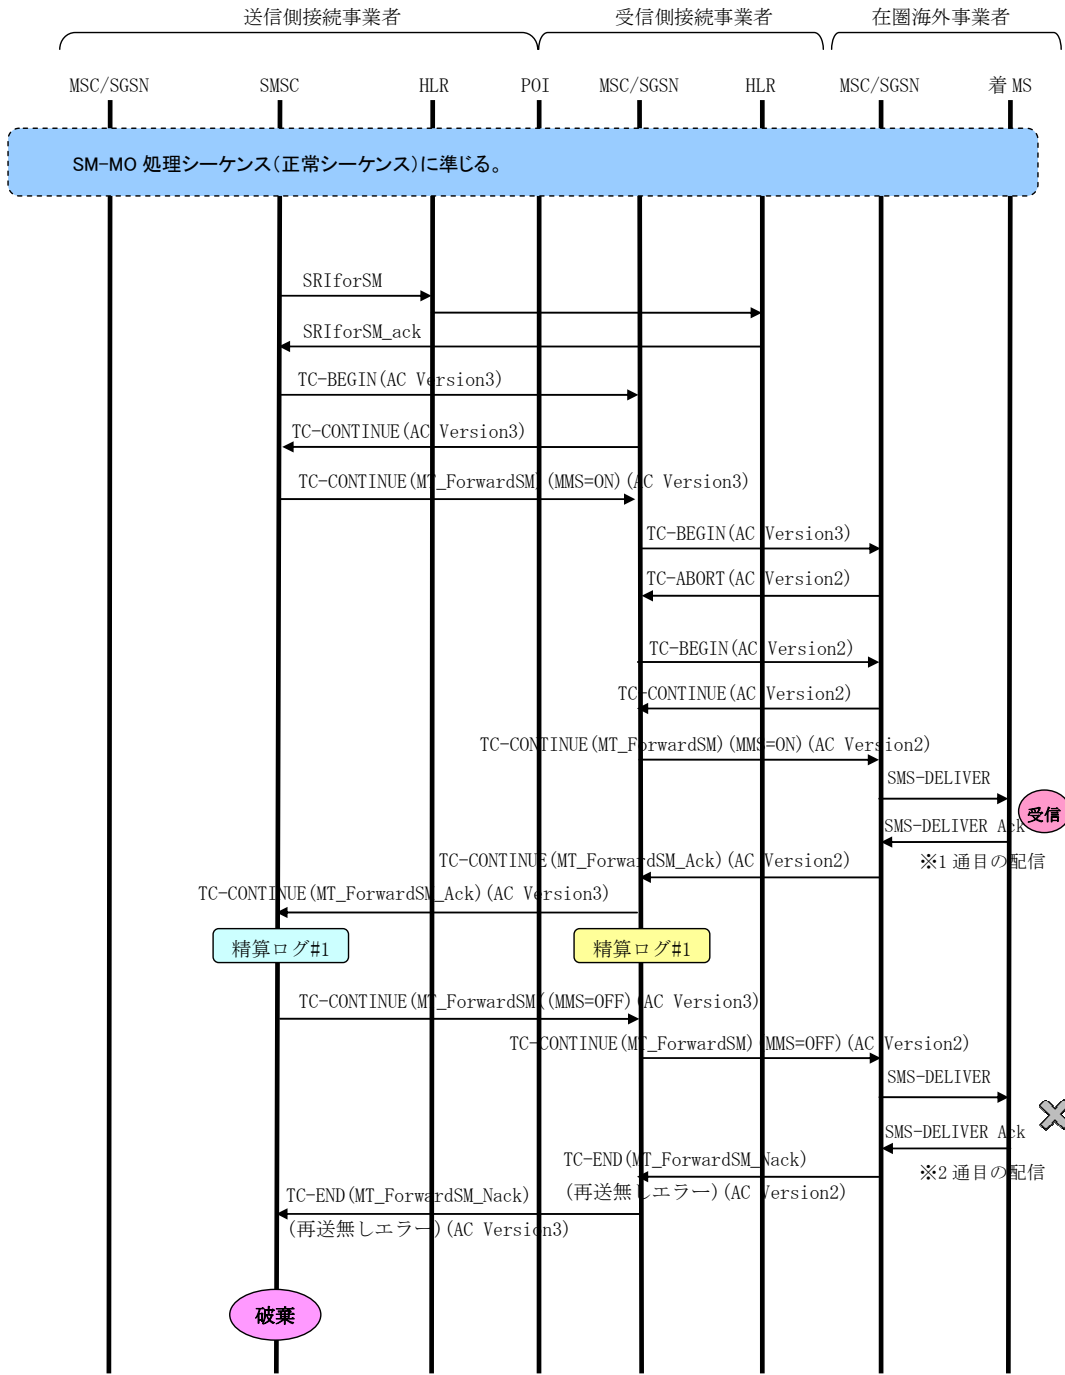 送信側接続事業者 受信側接続事業者 在圏海外事業者
MSC/SGSN SMSC HLR POI MSC/SGSN HLR MSC/SGSN 着 MS
SM-MO 処理シーケンス（正常シーケンス）に準じる。
SRIforSM
SRIforSM_ack
TC-BEGIN(AC Version3)
TC-CONTINUE(AC Version3)
TC-CONTINUE(MT_ForwardSM)(MMS=ON)(AC Version3)
TC-BEGIN(AC Version3)
TC-ABORT(AC Version2)
TC-BEGIN(AC Version2)
TC-CONTINUE(AC Version2)
TC-CONTINUE(MT_ForwardSM)(MMS=ON)(AC Version2)
SMS-DELIVER
受信
SMS-DELIVER Ack
※1 通目の配信
TC-CONTINUE(MT_ForwardSM_Ack)(AC Version2)
TC-CONTINUE(MT_ForwardSM_Ack)(AC Version3)
精算ログ#1 精算ログ#1
TC-CONTINUE(MT_ForwardSM((MMS=OFF)(AC Version3)
TC-CONTINUE(MT_ForwardSM)(MMS=OFF)(AC Version2)
SMS-DELIVER
SMS-DELIVER Ack
※2 通目の配信
TC-END(MT_ForwardSM_Nack)
(再送無しエラー)(AC Version2)
TC-END(MT_ForwardSM_Nack)
(再送無しエラー)(AC Version3)
破棄